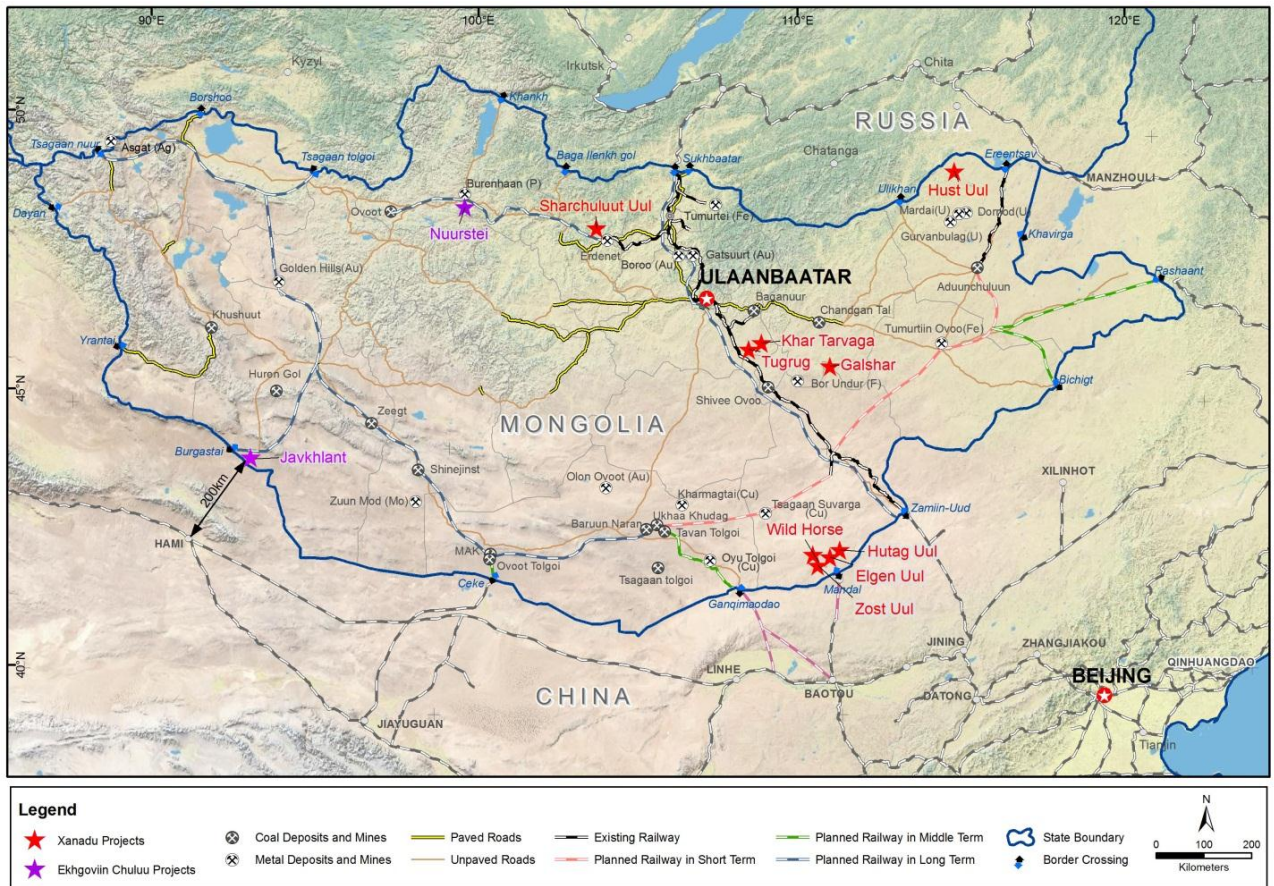 90°E
100°E
110°E
120°E
50°N
45°N
40°N
Kyzyl
Irkutsk
Chita
Borshoo
Khankh
RUSSIA
Tsagaan nuur
Asgat (Ag)
Tsagaan tolgoi
Baga Ilenkh gol
Sukhbaatar
Chatanga
Ereentsav
MANZHOULI
Dayan
Ovoot
Burenhaan (P)
Nuurstei
Sharchuluut Uul
Tumurtei (Fe)
Ulikhan
Hust Uul
Mardai(U)
Dornod(U)
Gurvanbulag(U)
Khavirga
Erdenet
Boroo (Au)
Gatsuurt (Au)
Golden Hills(Au)
ULAANBAATAR
Aduunchuluun
Rashaant
Khushuut
Baganuur
Chandgan Tal
Tumurtiin Ovoo(Fe)
Yrantai
Khar Tarvaga
Tugrug
Galshar
Huren Gol
Bor Undur (F)
Bichigt
Shivee Ovoo
Zeegt
MONGOLIA
Burgastai
Javkhlant
Shinejinst
XILINHOT
200km
Zuun Mod (Mo)
Olon Ovoot (Au)
Kharmagtai(Cu)
Tsagaan Suvarga
(Cu)
Zamiin-Uud
Ukhaa Khudag
Baruun Naran
Tavan Tolgoi
Wild Horse
HAMI
MAK
Ovoot Tolgoi
Oyu Tolgoi
(Cu)
Hutag Uul
Tsagaan tolgoi
Elgen Uul
Ceke
Mandal
Ganqimaodao
Zost Uul
JINING
ZHANGJIAKOU
LINHE
BAOTOU
DATONG
QINHUANGDAO
BEIJING
CHINA
JIAYUGUAN
Tianjin
Legend
Xanadu Projects
Ekhgoviin Chuluu Projects
Coal Deposits and Mines
Metal Deposits and Mines
Paved Roads
Unpaved Roads
Existing Railway
Planned Railway in Short Term
Planned Railway in Middle Term
Planned Railway in Long Term
State Boundary
Border Crossing
N
0 100 200
Kilometers